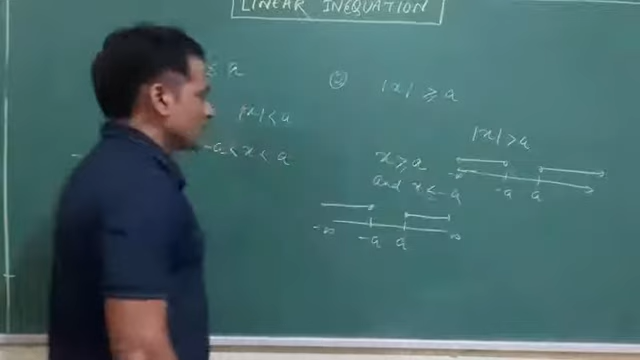 LINEAR INEQUATION
≤ a
|x| < a
-a < x < a
② |x| ≥ a
x ≥ a
and x ≤ -a
-∞ -a a ∞
|x| > a
-∞ -a a